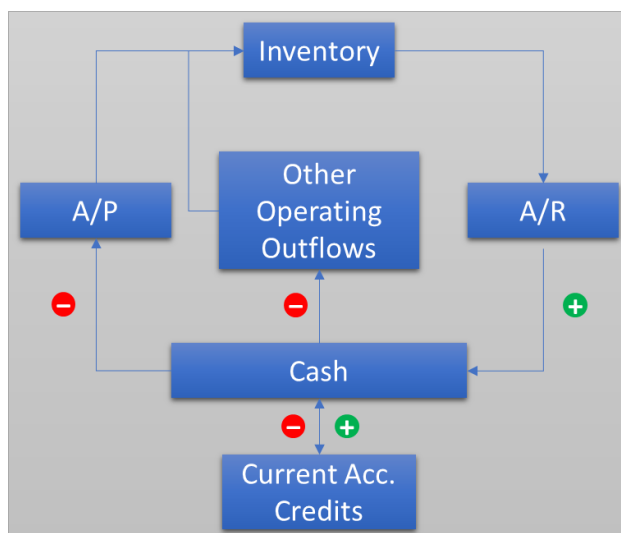 Inventory
Other
Operating
Outflows
A/P
A/R
Cash
Current Acc.
Credits